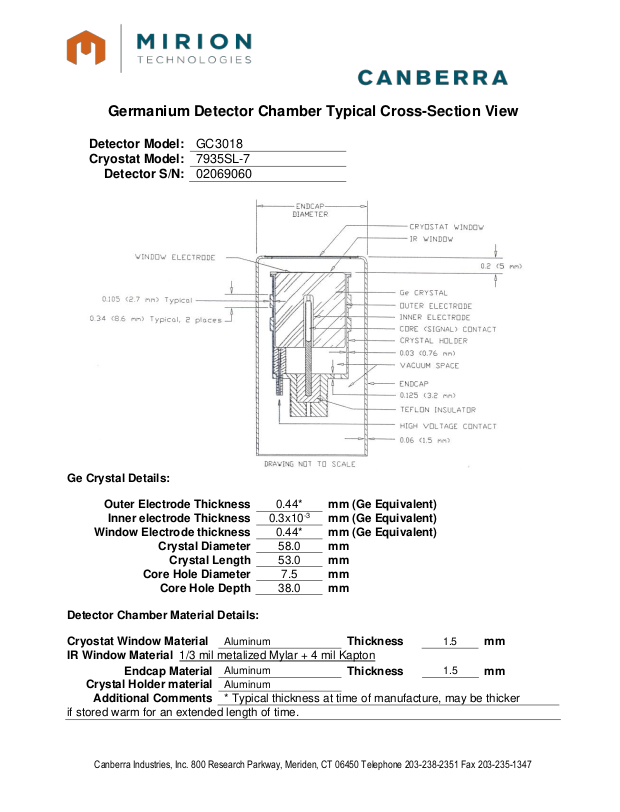 MIRION
TECHNOLOGIES
CANBERRA
Germanium Detector Chamber Typical Cross-Section View
Detector Model: GC3018
Cryostat Model: 7935SL-7
Detector S/N: 02069060
ENDCAP
DIAMETER
CRYOSTAT WINDOW
IR WINDOW
WINDOW ELECTRODE
0.2 (5 mm)
Ge CRYSTAL
0.105 (2.7 mm) Typical
OUTER ELECTRODE
INNER ELECTRODE
0.34 (8.6 mm) Typical, 2 places
CORE (SIGNAL) CONTACT
CRYSTAL HOLDER
0.03 (0.76 mm)
VACUUM SPACE
ENDCAP
0.125 (3.2 mm)
TEFLON INSULATOR
HIGH VOLTAGE CONTACT
0.06 (1.5 mm)
DRAWING NOT TO SCALE
Ge Crystal Details:
Outer Electrode Thickness 0.44* mm (Ge Equivalent)
Inner electrode Thickness 0.3x10⁻³ mm (Ge Equivalent)
Window Electrode thickness 0.44* mm (Ge Equivalent)
Crystal Diameter 58.0 mm
Crystal Length 53.0 mm
Core Hole Diameter 7.5 mm
Core Hole Depth 38.0 mm
Detector Chamber Material Details:
Cryostat Window Material Aluminum Thickness 1.5 mm
IR Window Material 1/3 mil metalized Mylar + 4 mil Kapton
Endcap Material Aluminum Thickness 1.5 mm
Crystal Holder material Aluminum
Additional Comments * Typical thickness at time of manufacture, may be thicker
if stored warm for an extended length of time.
Canberra Industries, Inc. 800 Research Parkway, Meriden, CT 06450 Telephone 203-238-2351 Fax 203-235-1347